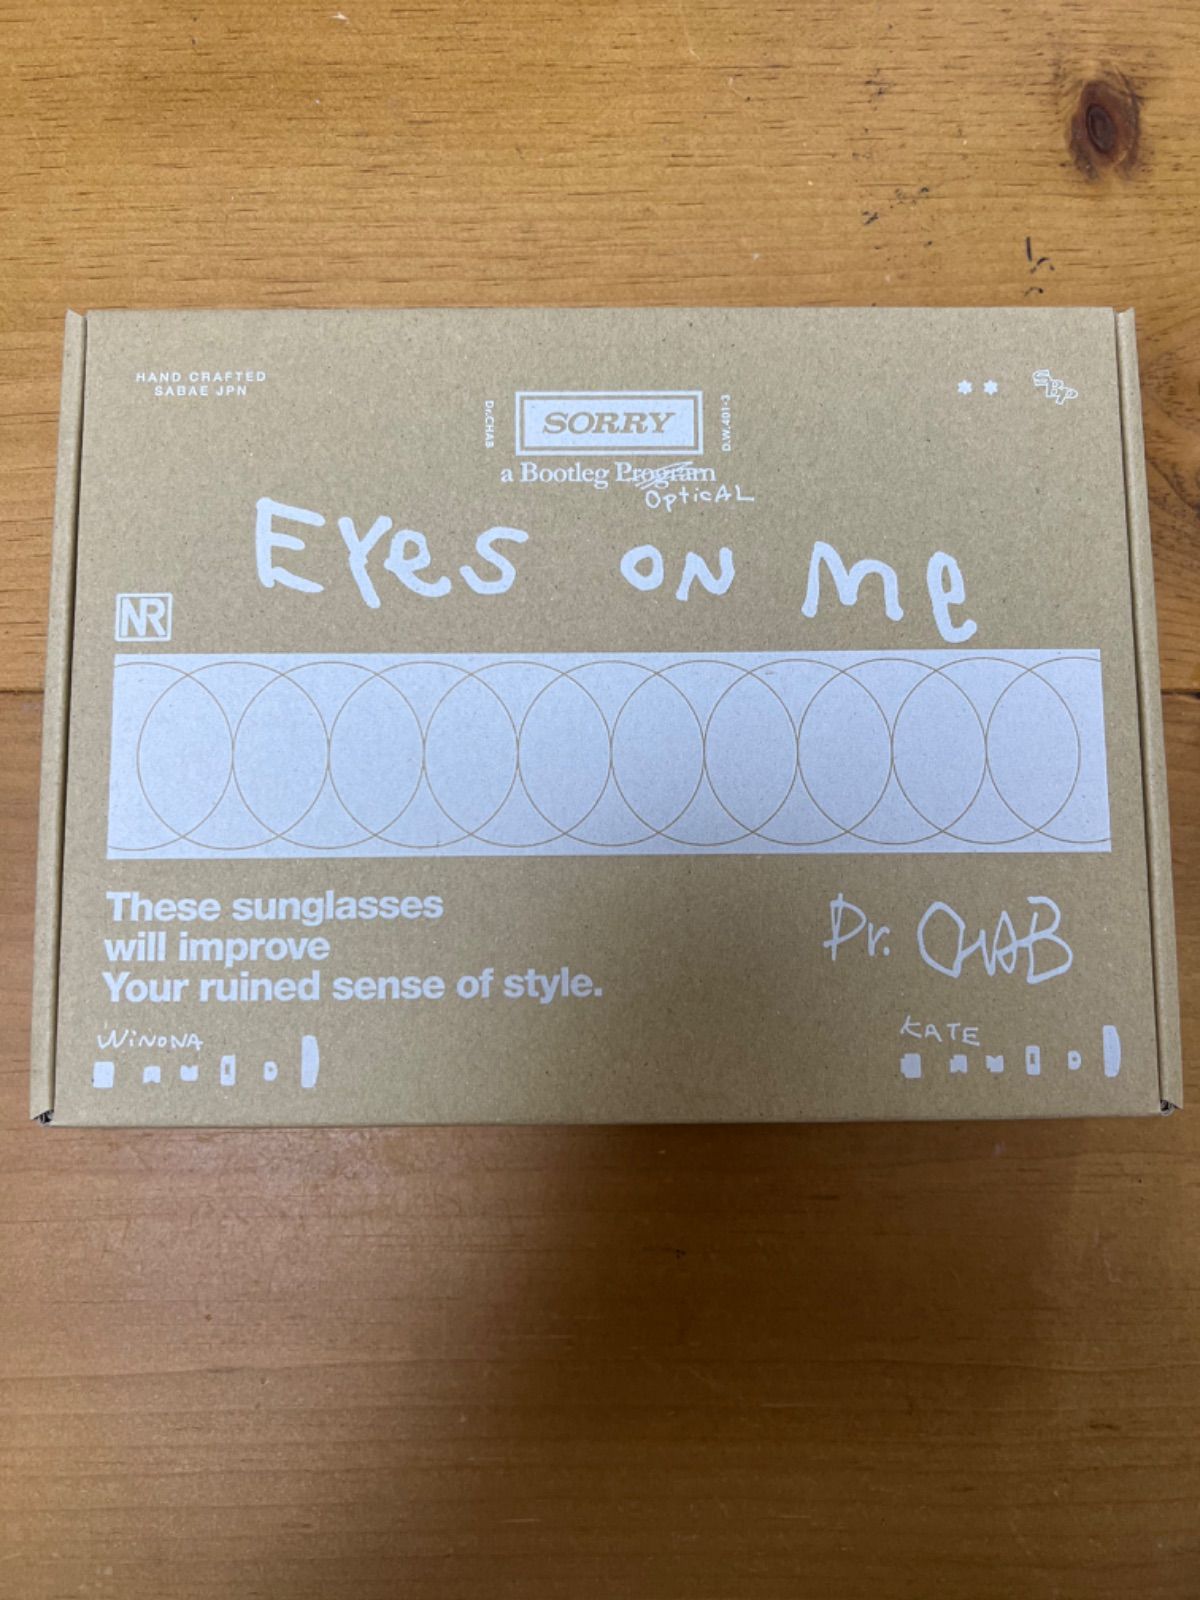 HAND CRAFTED
SABAE JPN
Dr.CHAB
SORRY
D.W.401-3
SBP
a Bootleg Program
OpticAL
EYes oN me
NR
These sunglasses
will improve
Your ruined sense of style.
Dr. CHAB
WiNONA
KATE